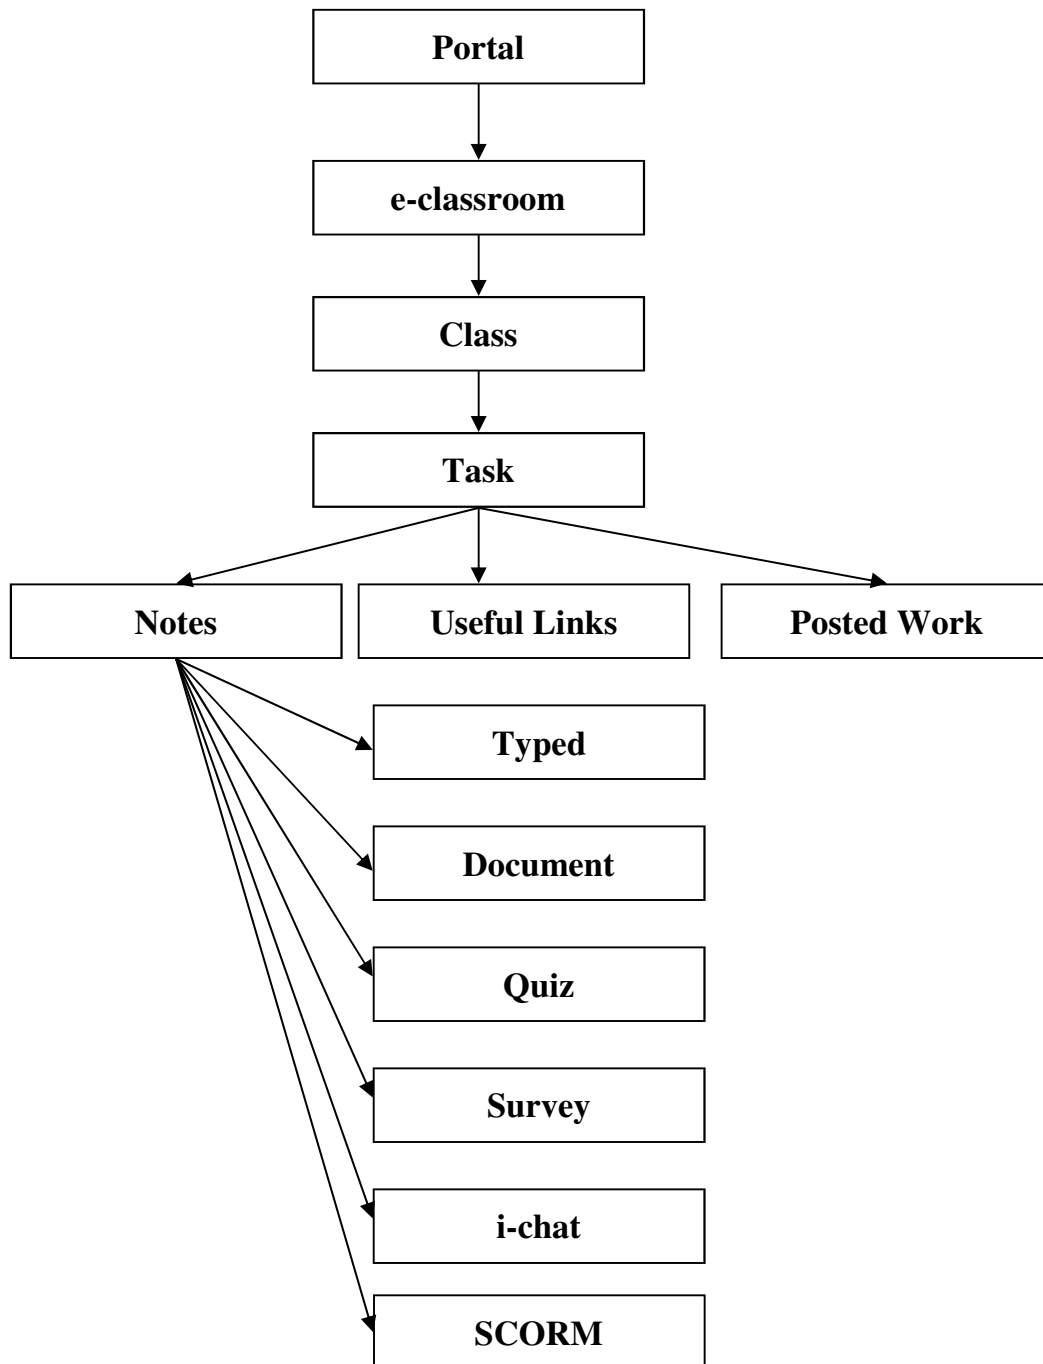 Portal
e-classroom
Class
Task
Notes
Useful Links
Posted Work
Typed
Document
Quiz
Survey
i-chat
SCORM